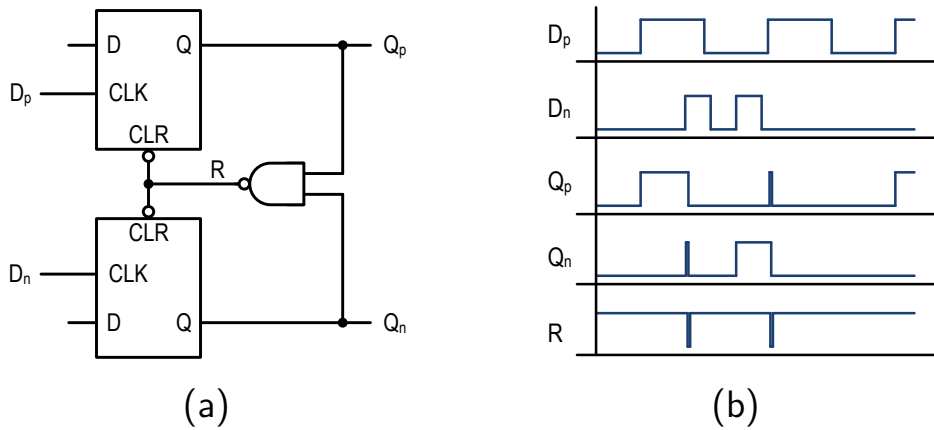 D Q Qp
Dp CLK
CLR
R
CLR
Dn CLK
D Q Qn
(a)
Dp
Dn
Qp
Qn
R
(b)